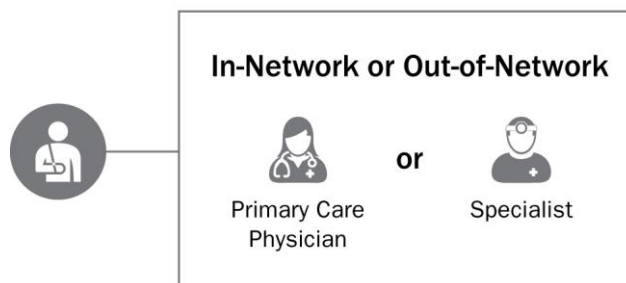 In-Network or Out-of-Network
or
Primary Care
Physician
Specialist